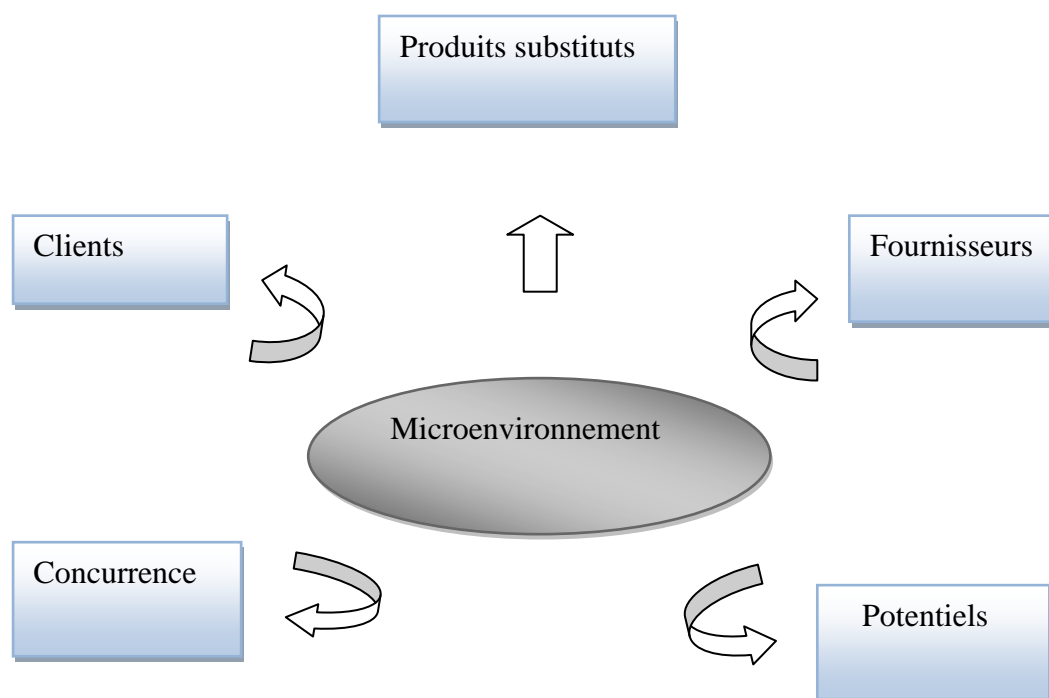 Produits substituts
Clients
Fournisseurs
Microenvironnement
Concurrence
Potentiels